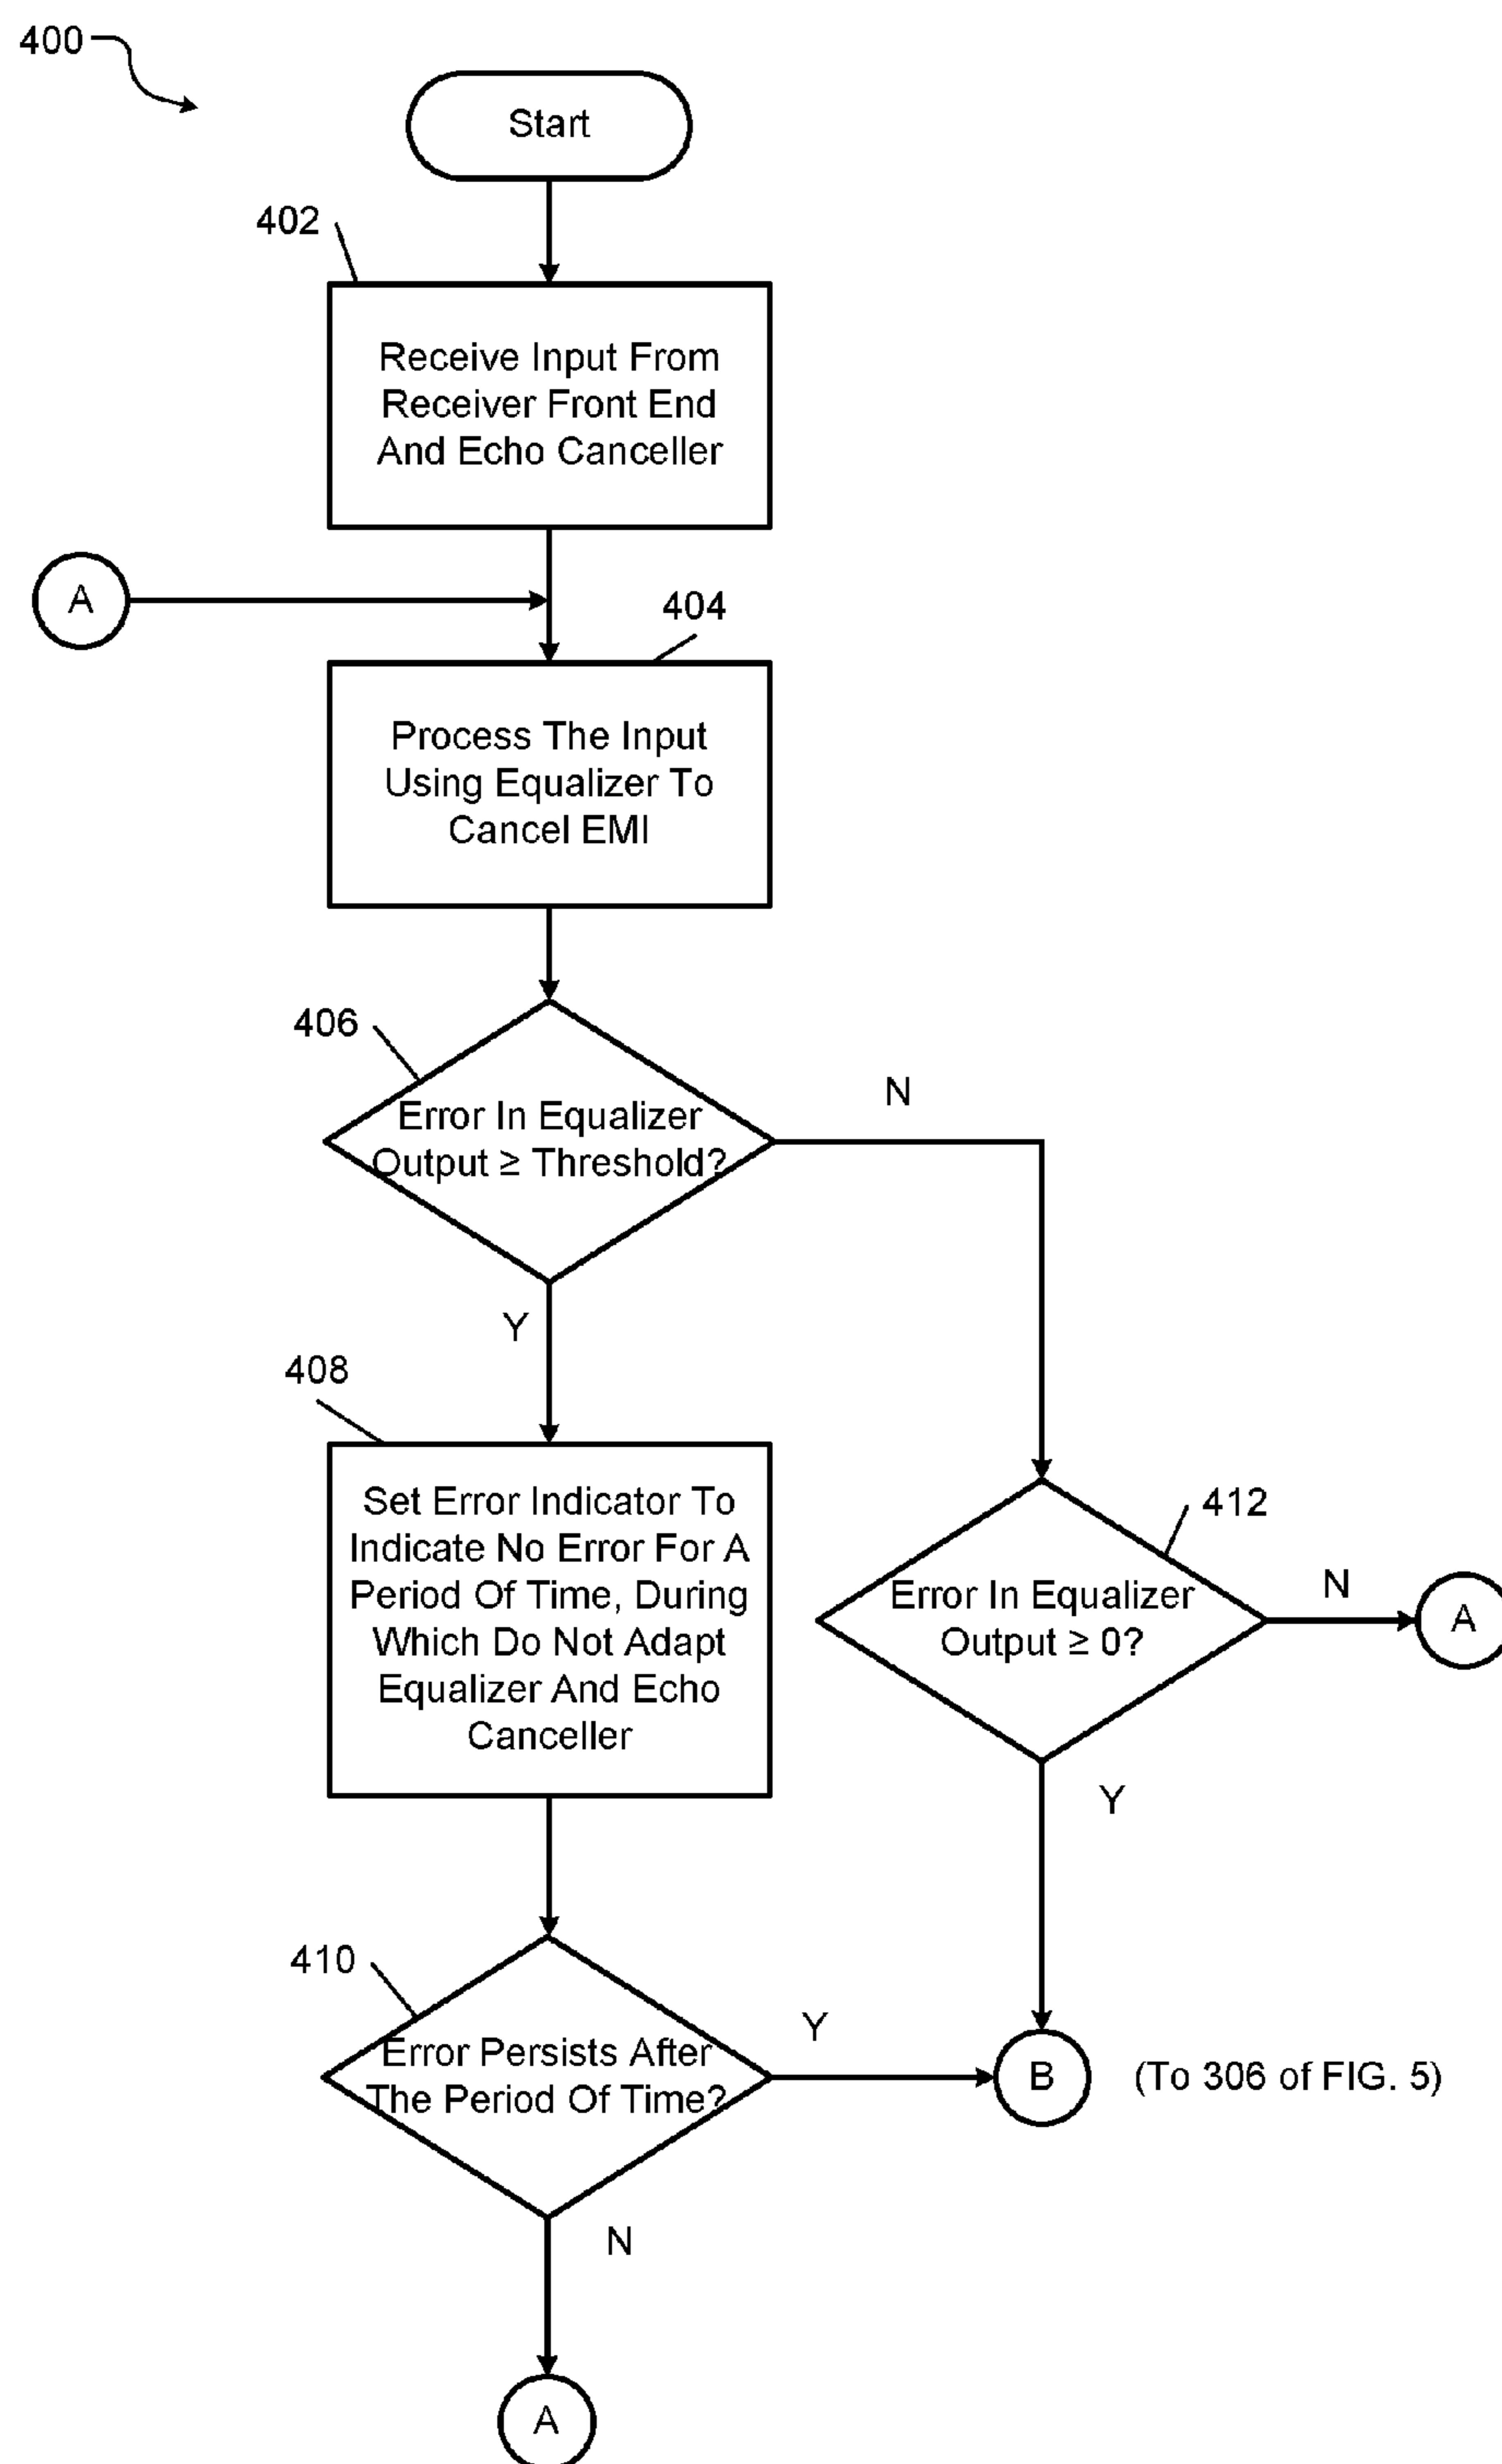 400
Start
402
Receive Input From
Receiver Front End
And Echo Canceller
A
404
Process The Input
Using Equalizer To
Cancel EMI
406
Error In Equalizer
Output ≥ Threshold?
N
Y
408
Set Error Indicator To
Indicate No Error For A
Period Of Time, During
Which Do Not Adapt
Equalizer And Echo
Canceller
412
Error In Equalizer
Output ≥ 0?
N
A
Y
410
Error Persists After
The Period Of Time?
Y
B
(To 306 of FIG. 5)
N
A